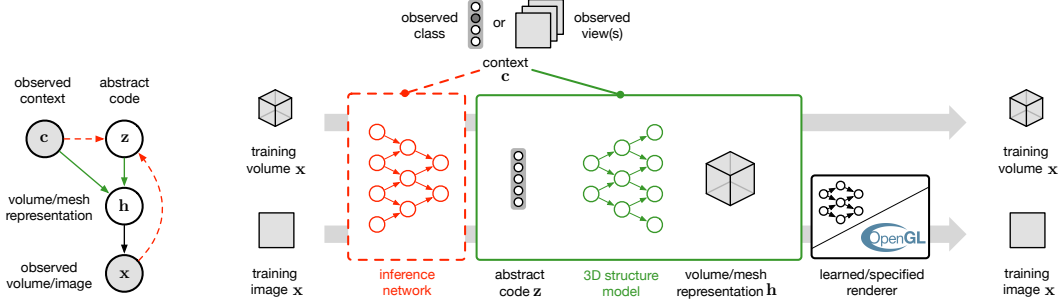 observed
class
or
observed
view(s)
context
c
observed
context
abstract
code
c
z
volume/mesh
representation
h
observed
volume/image
x
training
volume x
training
image x
inference
network
abstract
code z
3D structure
model
volume/mesh
representation h
OpenGL
learned/specified
renderer
training
volume x
training
image x